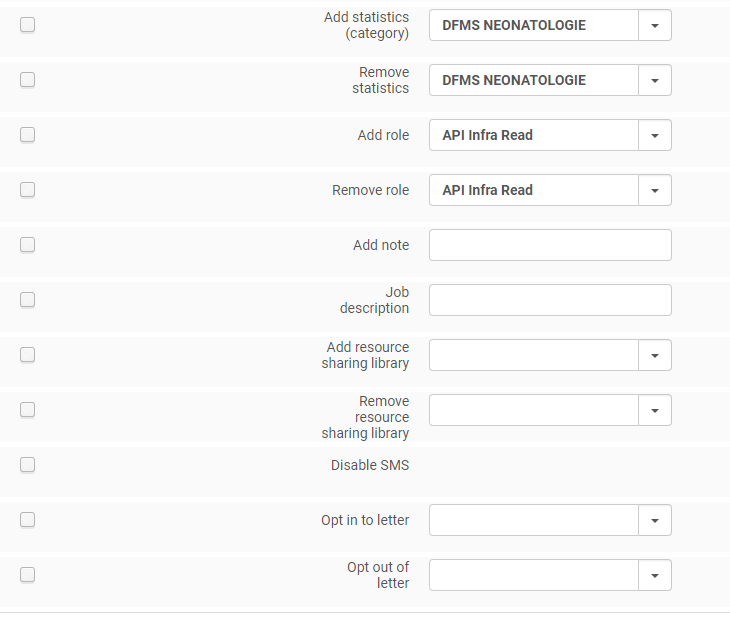 Add statistics
(category)
DFMS NEONATOLOGIE
Remove
statistics
DFMS NEONATOLOGIE
Add role
API Infra Read
Remove role
API Infra Read
Add note
Job
description
Add resource
sharing library
Remove
resource
sharing library
Disable SMS
Opt in to letter
Opt out of
letter